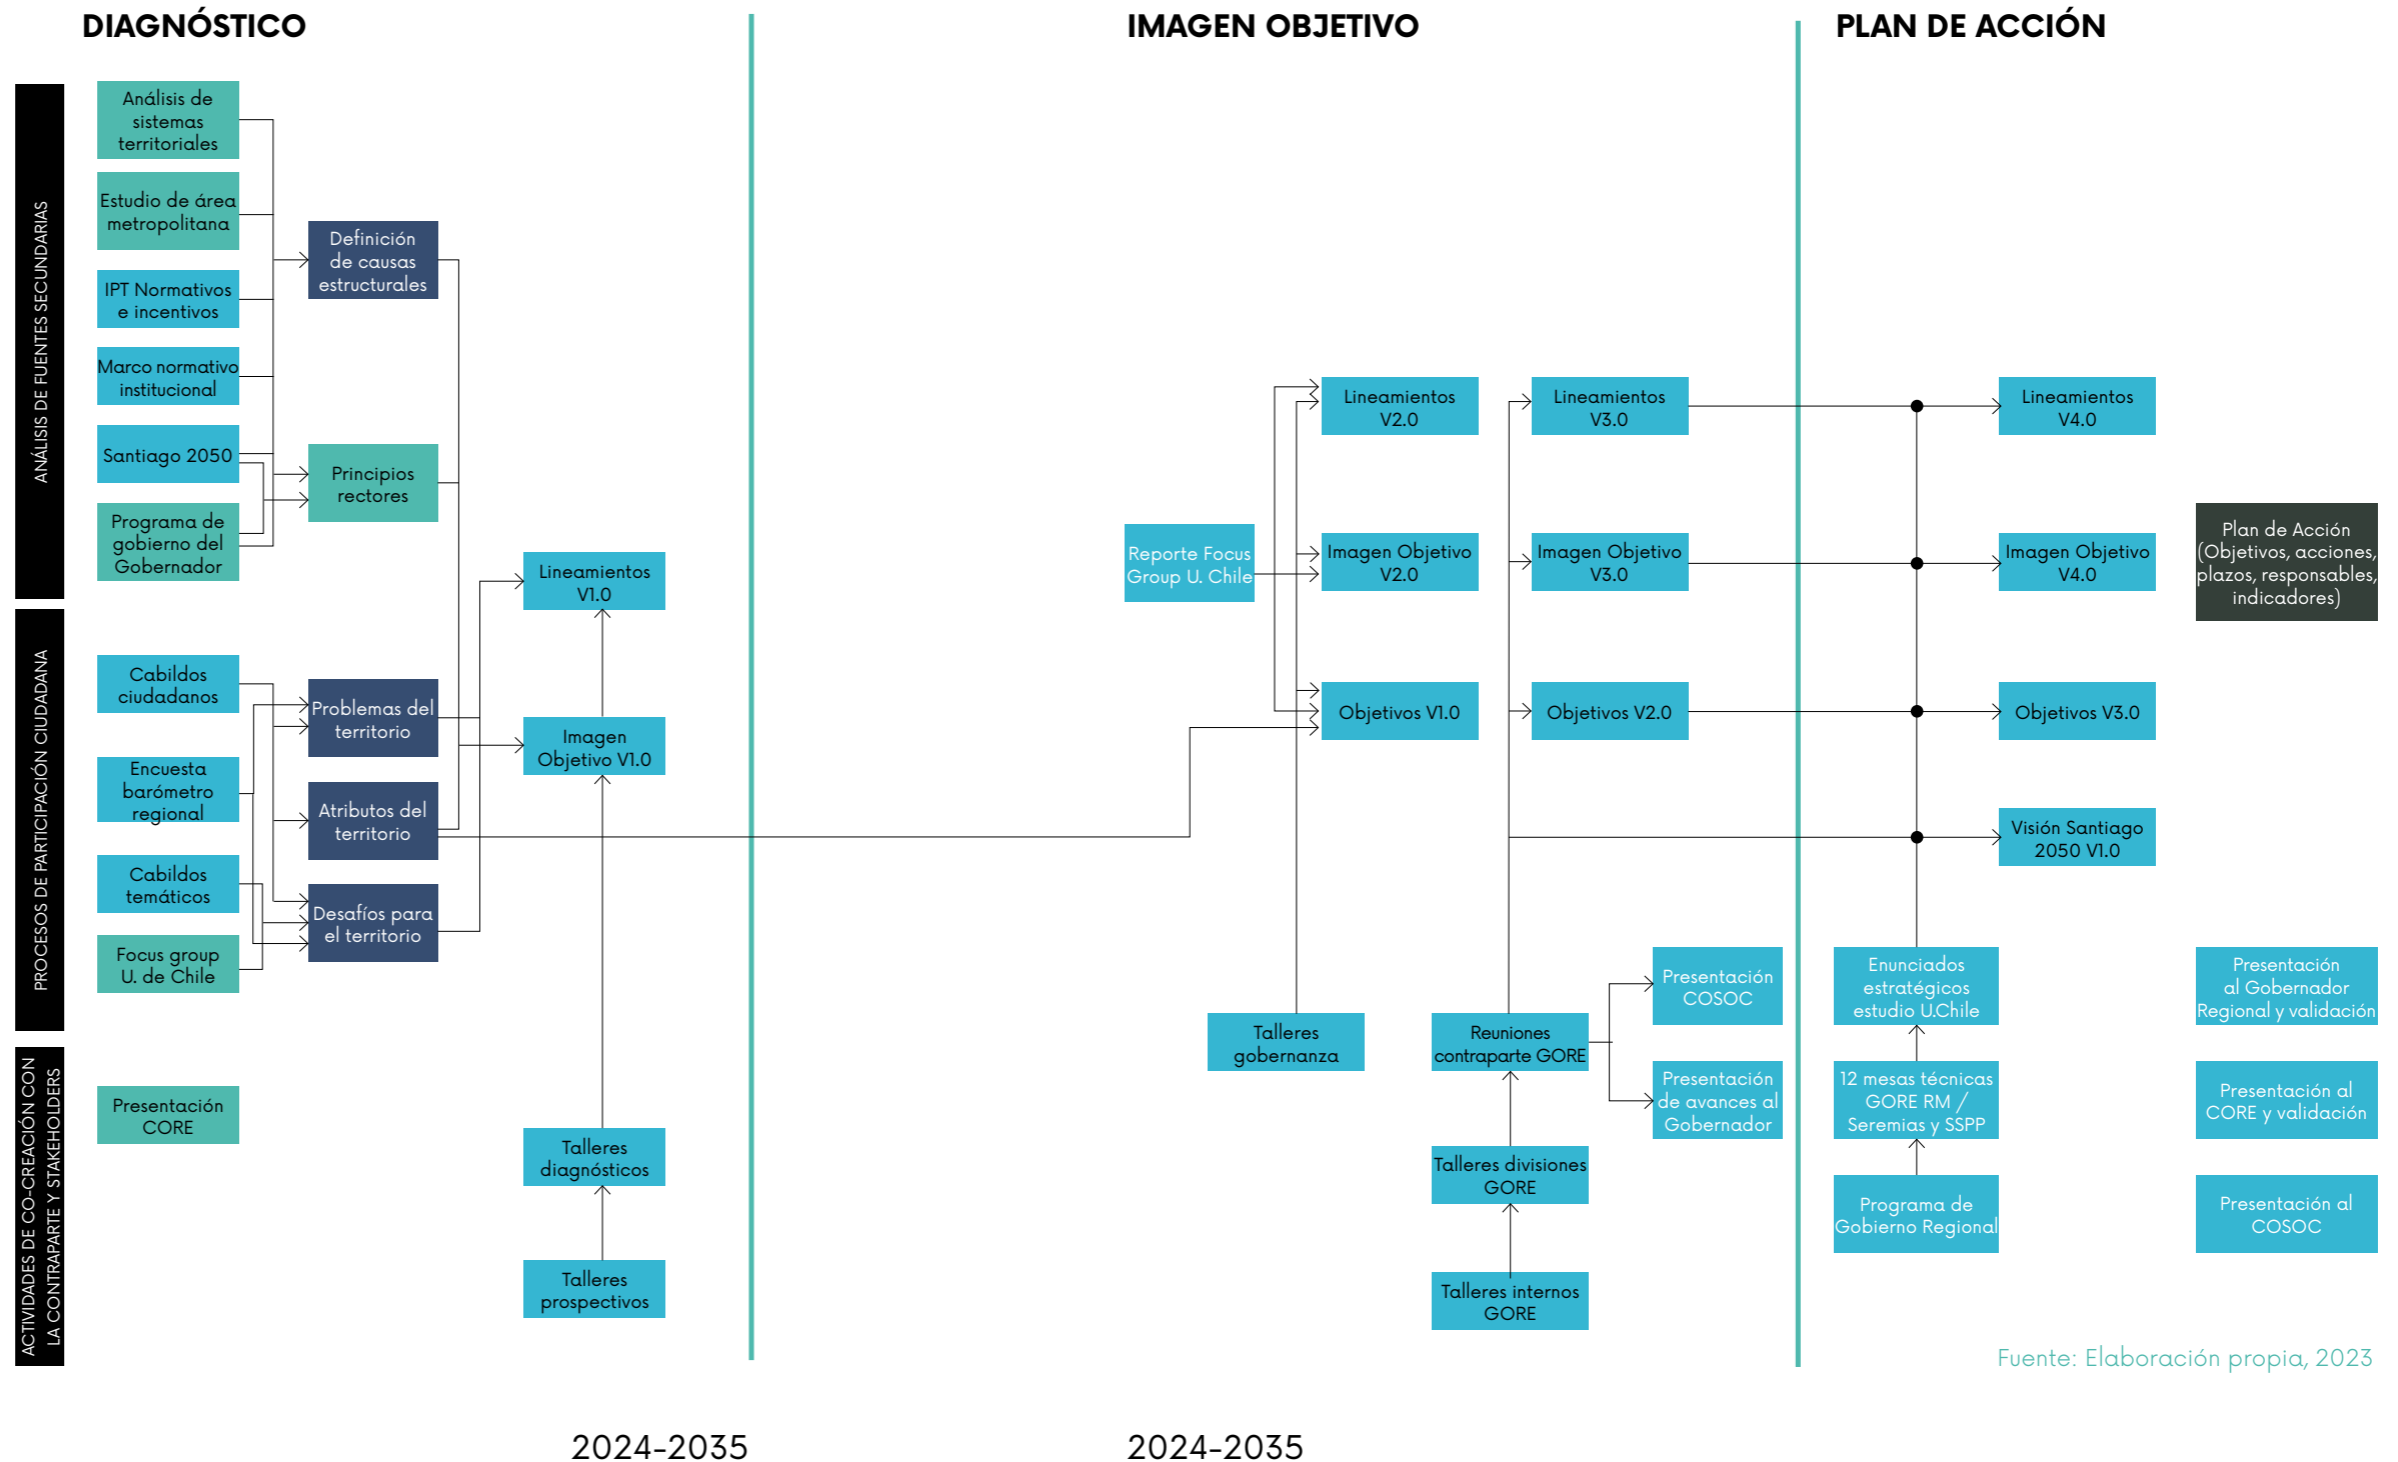 DIAGNÓSTICO
IMAGEN OBJETIVO
PLAN DE ACCIÓN
ANÁLISIS DE FUENTES SECUNDARIAS
Análisis de
sistemas
territoriales
Estudio de área
metropolitana
IPT Normativos
e incentivos
Marco normativo
institucional
Santiago 2050
Programa de
gobierno del
Gobernador
Definición
de causas
estructurales
Principios
rectores
PROCESOS DE PARTICIPACIÓN CIUDADANA
Cabildos
ciudadanos
Encuesta
barómetro
regional
Cabildos
temáticos
Focus group
U. de Chile
Problemas del
territorio
Atributos del
territorio
Desafíos para
el territorio
Lineamientos
V1.0
Imagen
Objetivo V1.0
ACTIVIDADES DE CO-CREACIÓN CON
LA CONTRAPARTE Y STAKEHOLDERS
Presentación
CORE
Talleres
diagnósticos
Talleres
prospectivos
Reporte Focus
Group U. Chile
Lineamientos
V2.0
Imagen Objetivo
V2.0
Objetivos V1.0
Lineamientos
V3.0
Imagen Objetivo
V3.0
Objetivos V2.0
Talleres
gobernanza
Reuniones
contraparte GORE
Talleres divisiones
GORE
Talleres internos
GORE
Presentación
COSOC
Presentación
de avances al
Gobernador
Lineamientos
V4.0
Imagen Objetivo
V4.0
Objetivos V3.0
Visión Santiago
2050 V1.0
Enunciados
estratégicos
estudio U.Chile
12 mesas técnicas
GORE RM /
Seremias y SSPP
Programa de
Gobierno Regional
Plan de Acción
(Objetivos, acciones,
plazos, responsables,
indicadores)
Presentación
al Gobernador
Regional y validación
Presentación al
CORE y validación
Presentación al
COSOC
Fuente: Elaboración propia, 2023
2024-2035
2024-2035